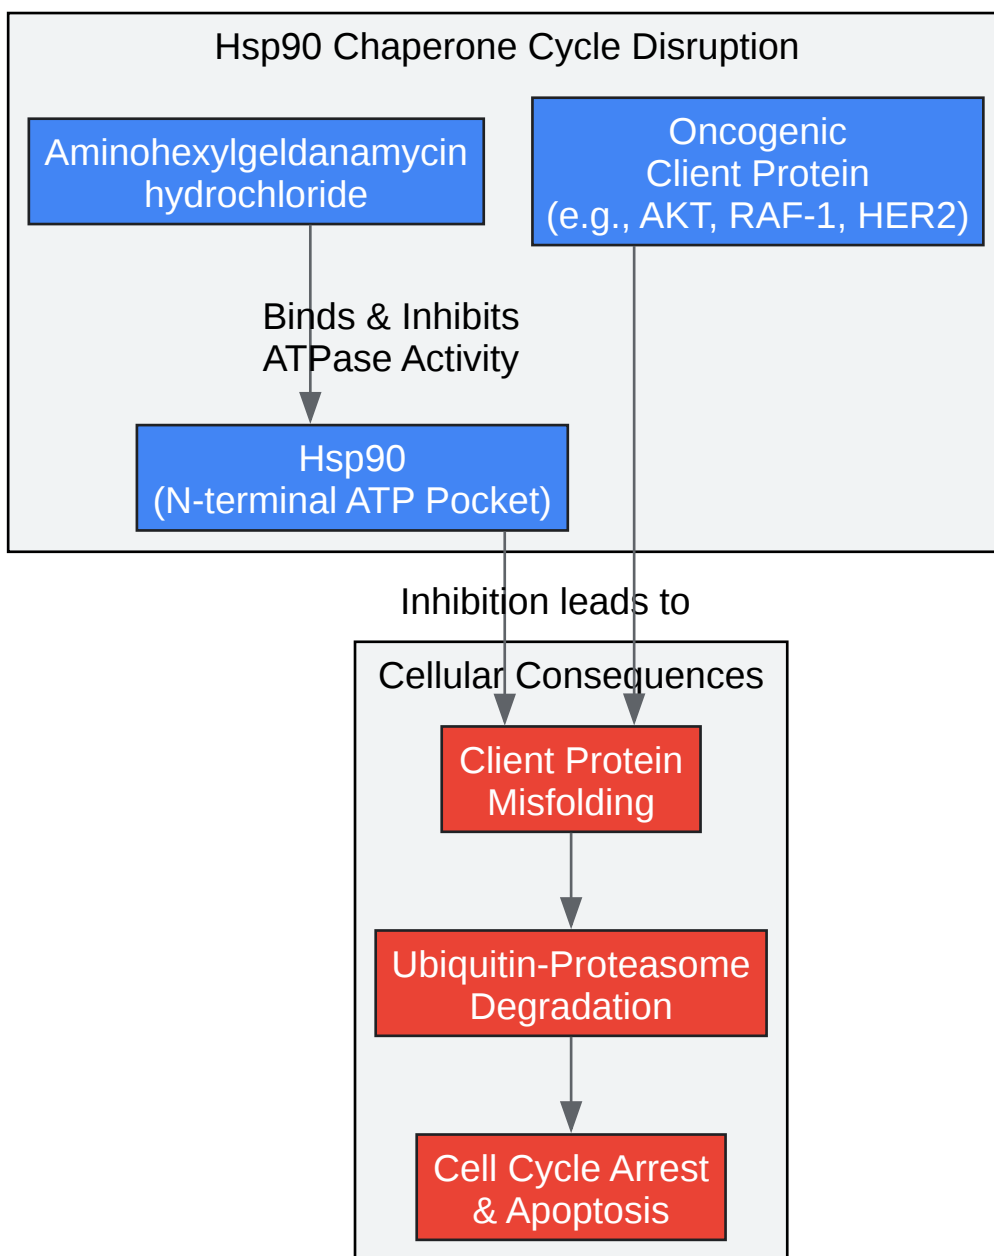 Hsp90 Chaperone Cycle Disruption
Aminohexylgeldanamycin
hydrochloride
Oncogenic
Client Protein
(e.g., AKT, RAF-1, HER2)
Binds & Inhibits
ATPase Activity
Hsp90
(N-terminal ATP Pocket)
Inhibition leads to
Cellular Consequences
Client Protein
Misfolding
Ubiquitin-Proteasome
Degradation
Cell Cycle Arrest
& Apoptosis